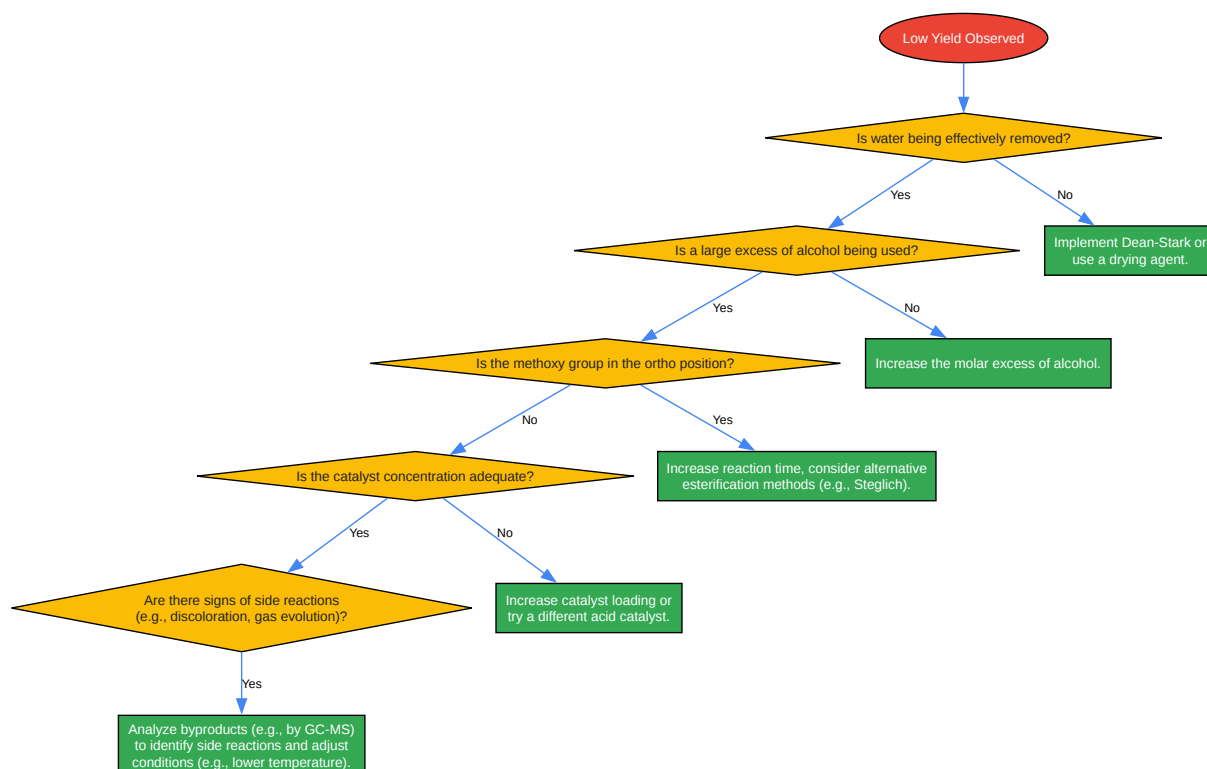 Low Yield Observed
Is water being effectively removed?
Yes
No
Is a large excess of alcohol being used?
Implement Dean-Stark or
use a drying agent.
Yes
No
Is the methoxy group in the ortho position?
Increase the molar excess of alcohol.
No
Yes
Is the catalyst concentration adequate?
Increase reaction time, consider alternative
esterification methods (e.g., Steglich).
Yes
No
Are there signs of side reactions
(e.g., discoloration, gas evolution)?
Increase catalyst loading or
try a different acid catalyst.
Yes
Analyze byproducts (e.g., by GC-MS)
to identify side reactions and adjust
conditions (e.g., lower temperature).